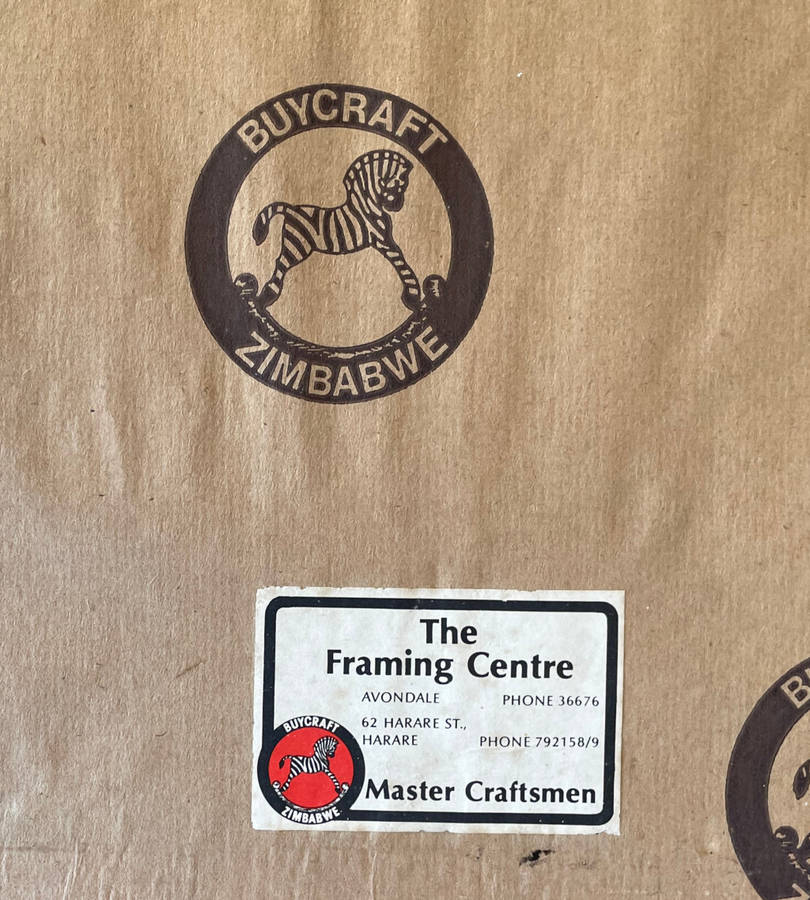 BUYCRAFT
ZIMBABWE
The
Framing Centre
AVONDALE PHONE 36676
62 HARARE ST.,
HARARE PHONE 792158/9
BUYCRAFT
ZIMBABWE
Master Craftsmen